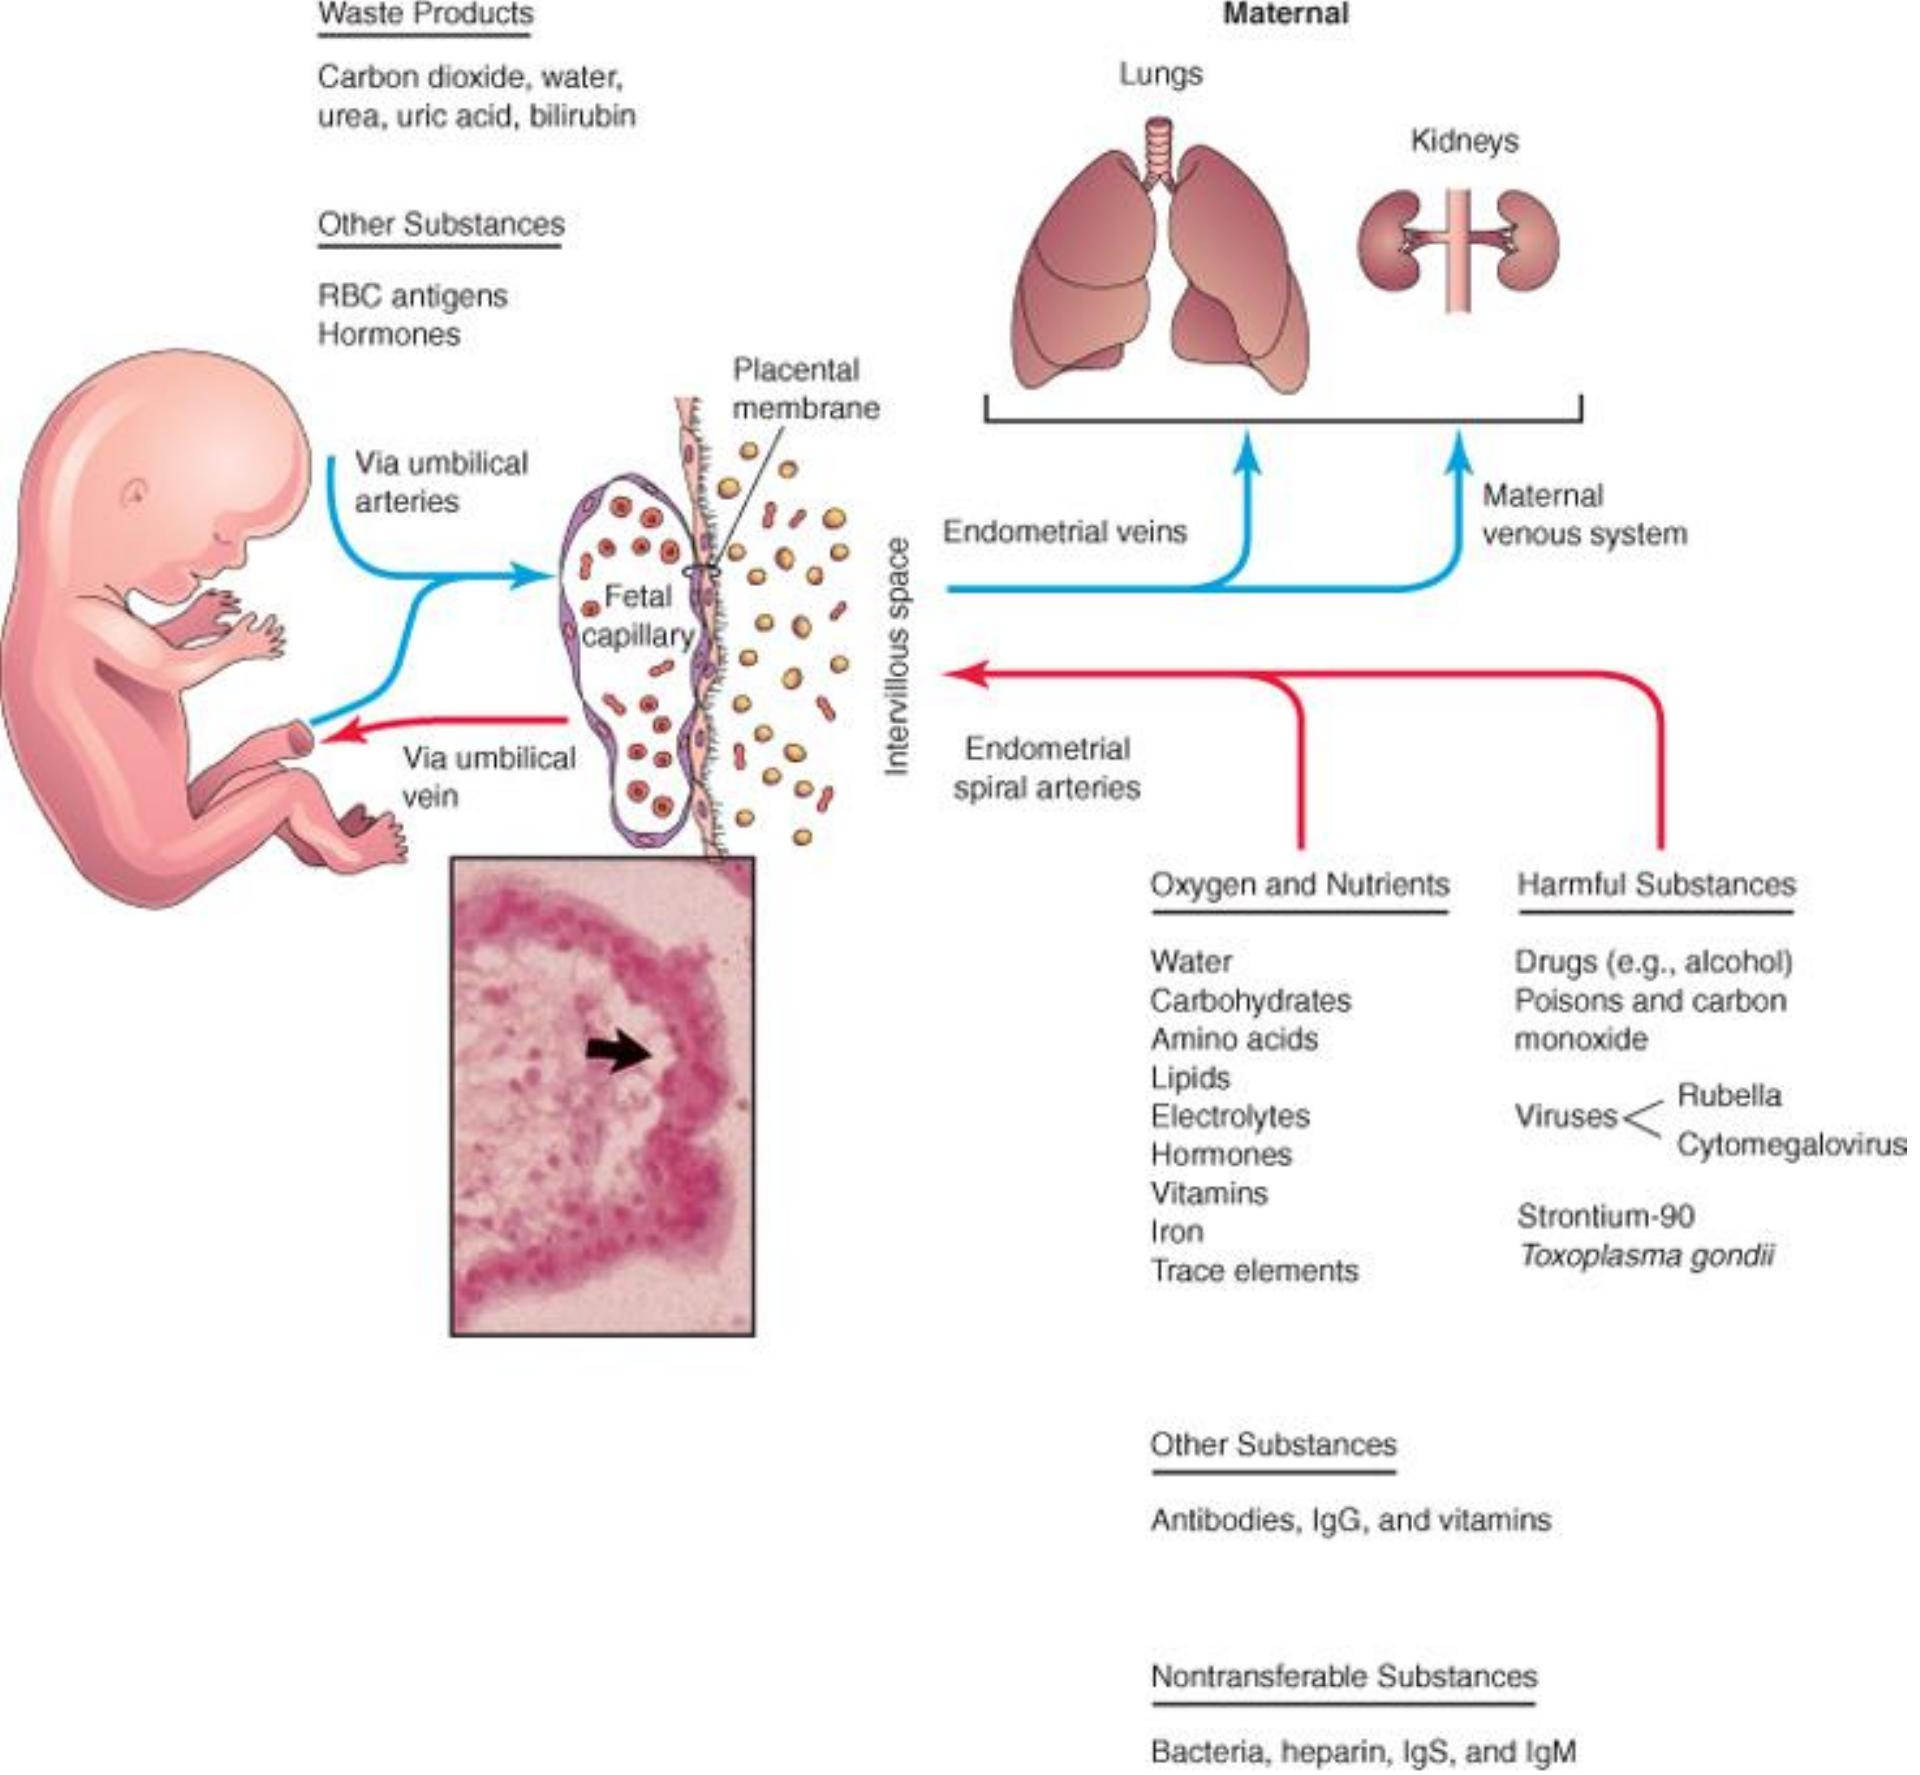 Waste Products
Carbon dioxide, water,
urea, uric acid, bilirubin
Other Substances
RBC antigens
Hormones
Via umbilical
arteries
Via umbilical
vein
Placental
membrane
Fetal
capillary
Intervillous space
Maternal
Lungs
Kidneys
Endometrial veins
Maternal
venous system
Endometrial
spiral arteries
Oxygen and Nutrients
Water
Carbohydrates
Amino acids
Lipids
Electrolytes
Hormones
Vitamins
Iron
Trace elements
Harmful Substances
Drugs (e.g., alcohol)
Poisons and carbon
monoxide
Viruses
Rubella
Cytomegalovirus
Strontium-90
Toxoplasma gondii
Other Substances
Antibodies, IgG, and vitamins
Nontransferable Substances
Bacteria, heparin, IgS, and IgM